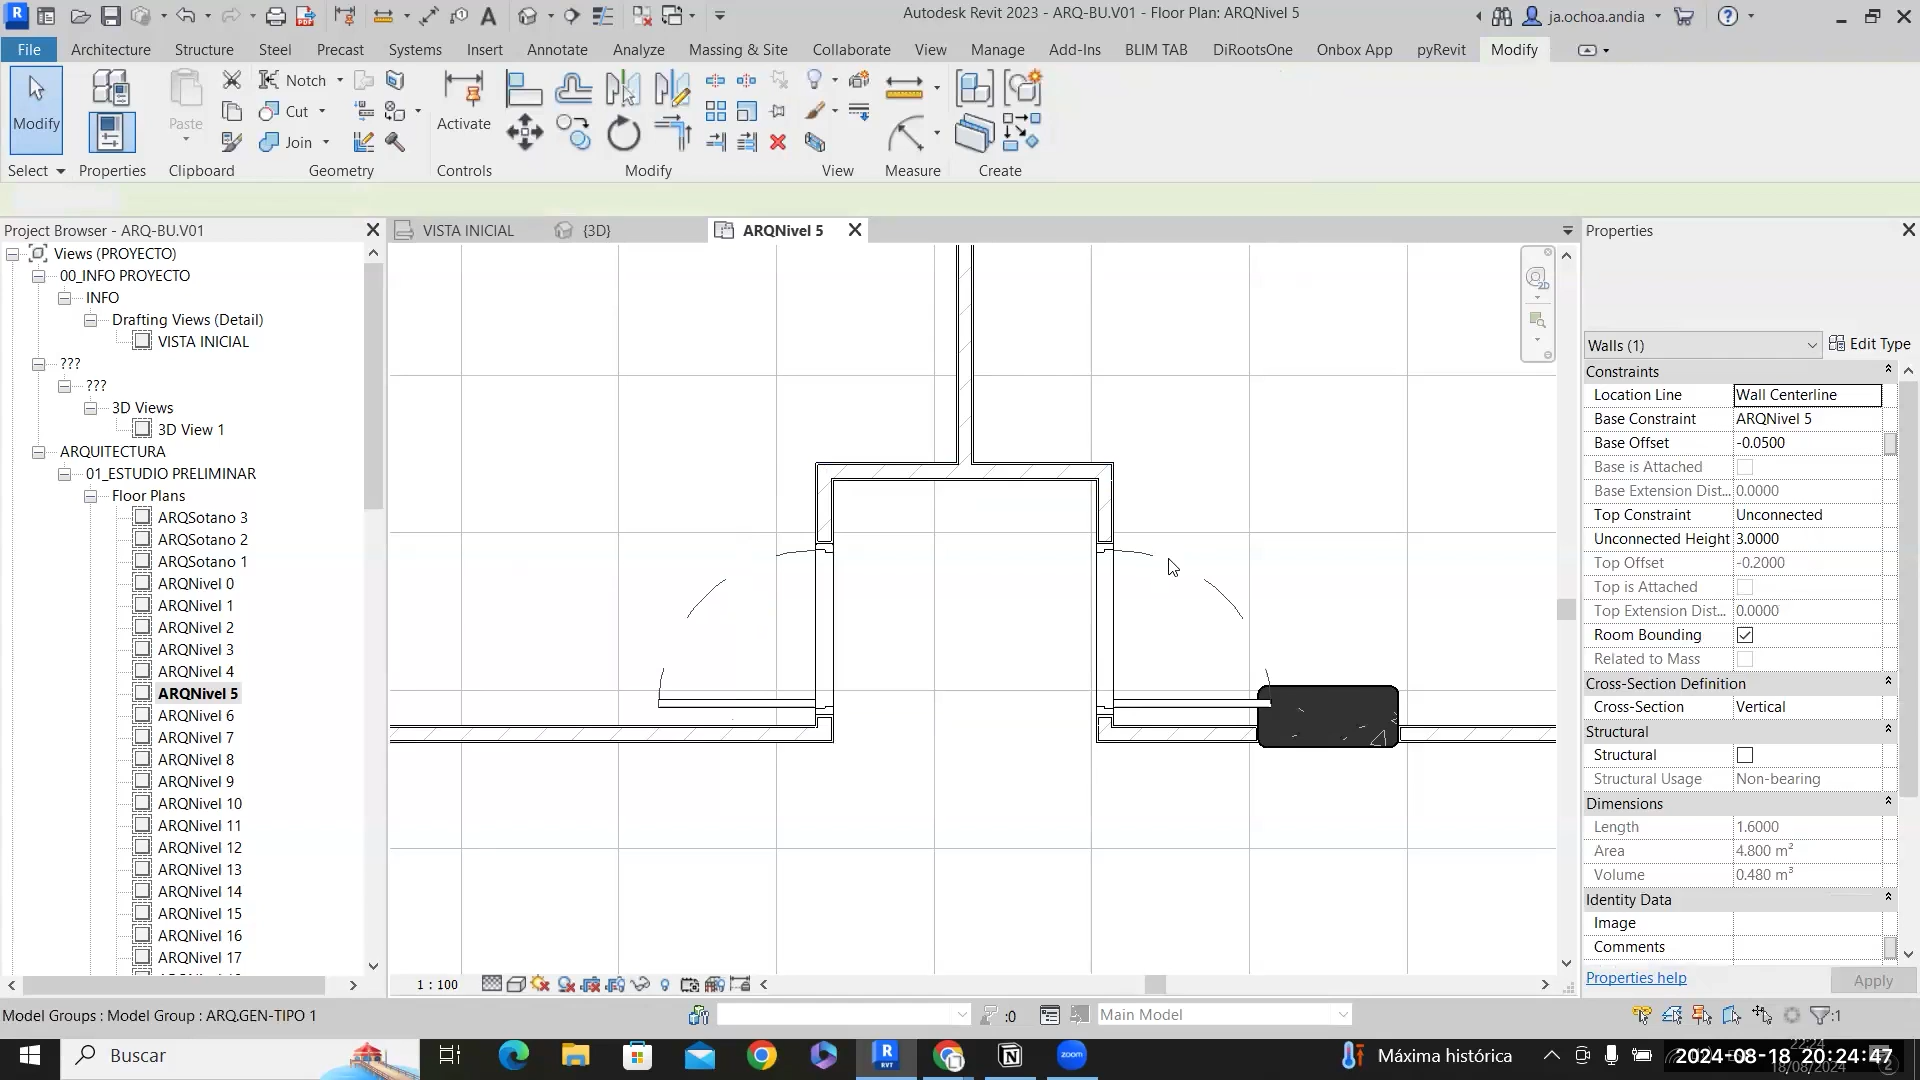 Autodesk Revit 2023 - ARQ-BU.V01 - Floor Plan: ARQNivel 5
ja.ochoa.andia
File Architecture Structure Steel Precast Systems Insert Annotate Analyze Massing & Site Collaborate View Manage Add-Ins BLIM TAB DiRootsOne Onbox App pyRevit Modify
Modify
Paste
Notch
Cut
Join
Activate
Select Properties Clipboard Geometry Controls Modify View Measure Create
Project Browser - ARQ-BU.V01
VISTA INICIAL
{3D}
ARQNivel 5
Views (PROYECTO)
00_INFO PROYECTO
INFO
Drafting Views (Detail)
VISTA INICIAL
???
???
3D Views
3D View 1
ARQUITECTURA
01_ESTUDIO PRELIMINAR
Floor Plans
ARQSotano 3
ARQSotano 2
ARQSotano 1
ARQNivel 0
ARQNivel 1
ARQNivel 2
ARQNivel 3
ARQNivel 4
ARQNivel 5
ARQNivel 6
ARQNivel 7
ARQNivel 8
ARQNivel 9
ARQNivel 10
ARQNivel 11
ARQNivel 12
ARQNivel 13
ARQNivel 14
ARQNivel 15
ARQNivel 16
ARQNivel 17
2D
Properties
Walls (1)
Edit Type
Constraints
Location Line Wall Centerline
Base Constraint ARQNivel 5
Base Offset -0.0500
Base is Attached
Base Extension Dist... 0.0000
Top Constraint Unconnected
Unconnected Height 3.0000
Top Offset -0.2000
Top is Attached
Top Extension Dist... 0.0000
Room Bounding
Related to Mass
Cross-Section Definition
Cross-Section Vertical
Structural
Structural
Structural Usage Non-bearing
Dimensions
Length 1.6000
Area 4.800 m²
Volume 0.480 m³
Identity Data
Image
Comments
Properties help
Apply
1 : 100
Model Groups : Model Group : ARQ.GEN-TIPO 1
:0
Main Model
:1
Buscar
zoom
Máxima histórica
2024-08-18 20:24:47
22:24
18/08/2024